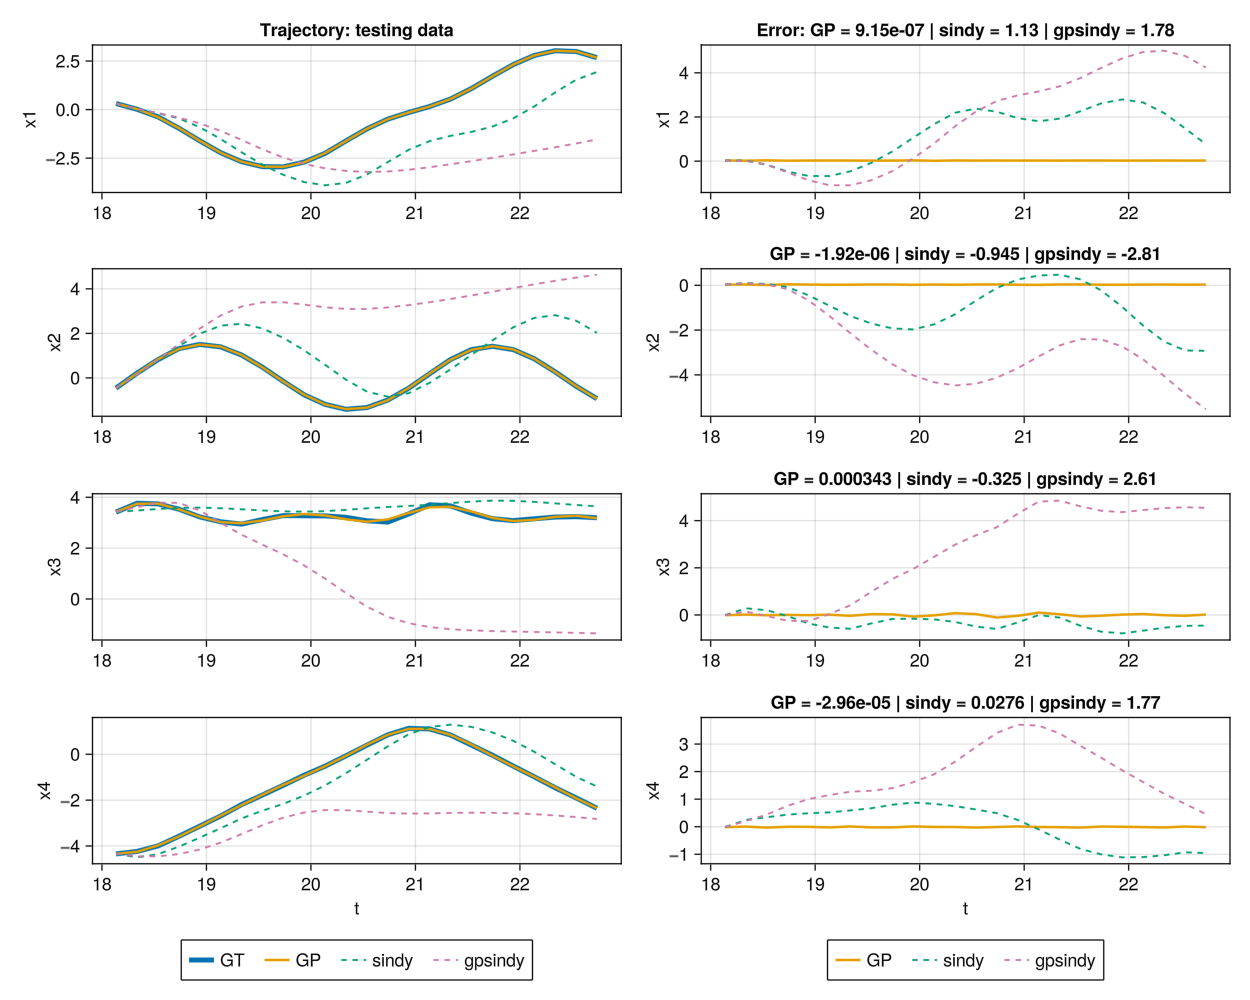 Trajectory: testing data
x1
2.5
0.0
−2.5
18 19 20 21 22
Error: GP = 9.15e-07 | sindy = 1.13 | gpsindy = 1.78
x1
4
2
0
18 19 20 21 22
x2
4
2
0
18 19 20 21 22
GP = -1.92e-06 | sindy = -0.945 | gpsindy = -2.81
x2
0
−2
−4
18 19 20 21 22
x3
4
2
0
18 19 20 21 22
GP = 0.000343 | sindy = -0.325 | gpsindy = 2.61
x3
4
2
0
18 19 20 21 22
x4
0
−2
−4
18 19 20 21 22
t
GP = -2.96e-05 | sindy = 0.0276 | gpsindy = 1.77
x4
3
2
1
0
−1
18 19 20 21 22
t
GT GP sindy gpsindy
GP sindy gpsindy